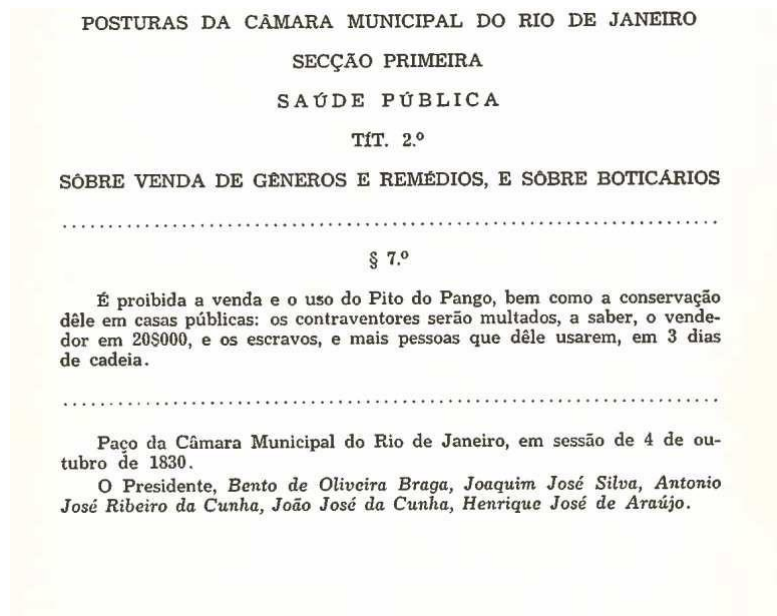 POSTURAS DA CÂMARA MUNICIPAL DO RIO DE JANEIRO
SECÇÃO PRIMEIRA
SAÚDE PÚBLICA
TÍT. 2.º
SÔBRE VENDA DE GÊNEROS E REMÉDIOS, E SÔBRE BOTICÁRIOS
........................................................................
§ 7.º
É proibida a venda e o uso do Pito do Pango, bem como a conservação
dêle em casas públicas: os contraventores serão multados, a saber, o vende-
dor em 20$000, e os escravos, e mais pessoas que dêle usarem, em 3 dias
de cadeia.
........................................................................
Paço da Câmara Municipal do Rio de Janeiro, em sessão de 4 de ou-
tubro de 1830.
O Presidente, Bento de Oliveira Braga, Joaquim José Silva, Antonio
José Ribeiro da Cunha, João José da Cunha, Henrique José de Araújo.